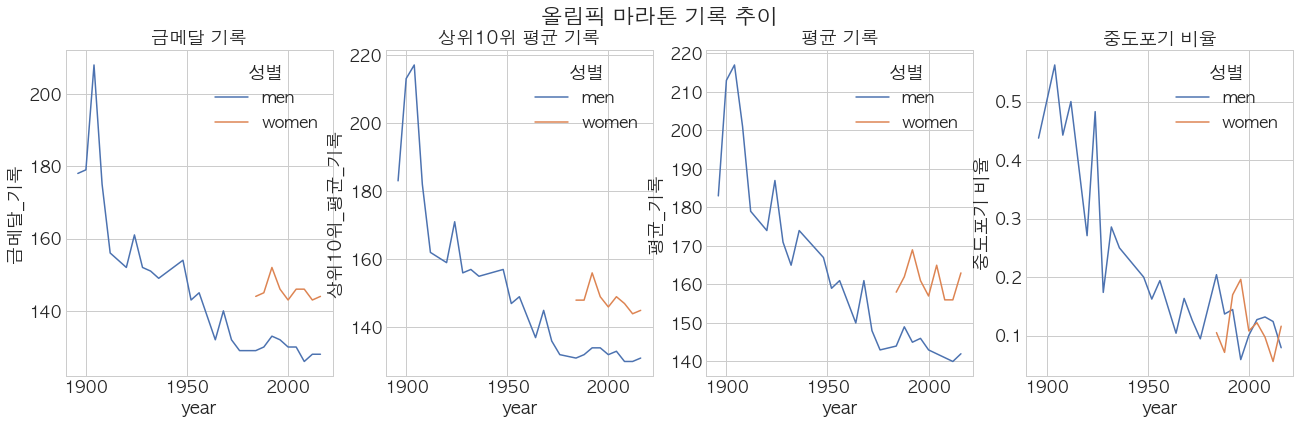 올림픽 마라톤 기록 추이
금메달 기록
금메달_기록
200
180
160
140
1900
1950
2000
year
성별
men
women
상위10위 평균 기록
상위10위_평균_기록
220
200
180
160
140
1900
1950
2000
year
성별
men
women
평균 기록
평균_기록
220
210
200
190
180
170
160
150
140
1900
1950
2000
year
성별
men
women
중도포기 비율
중도포기 비율
0.5
0.4
0.3
0.2
0.1
1900
1950
2000
year
성별
men
women